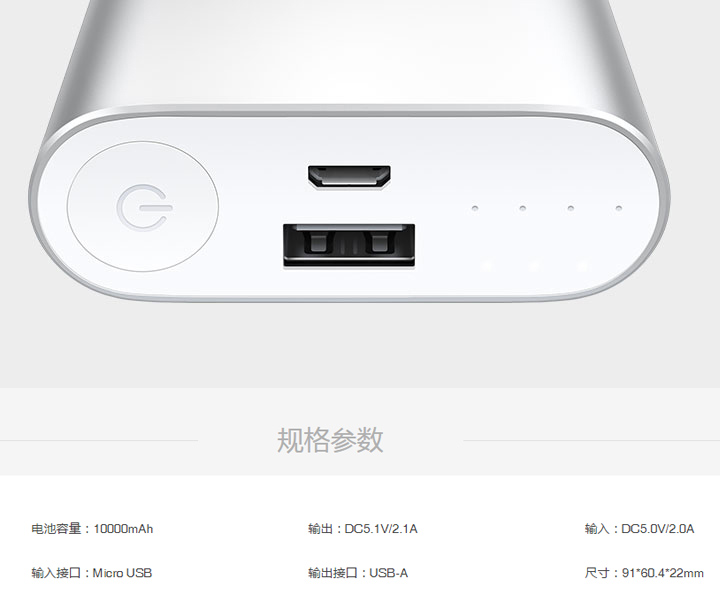 规格参数
电池容量：10000mAh 输出：DC5.1V/2.1A 输入：DC5.0V/2.0A
输入接口：Micro USB 输出接口：USB-A 尺寸：91*60.4*22mm